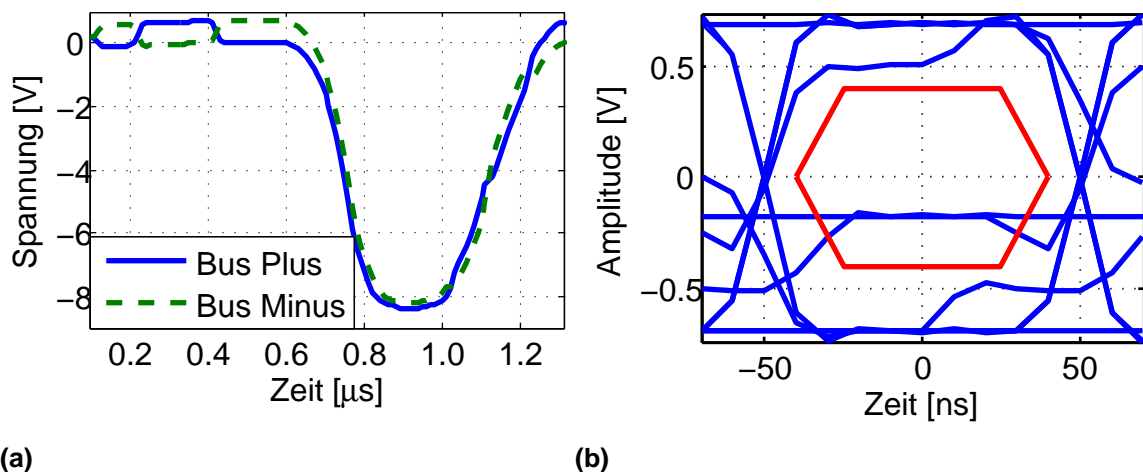 Spannung [V]
0
−2
−4
−6
−8
Bus Plus
Bus Minus
0.2 0.4 0.6 0.8 1.0 1.2
Zeit [μs]
(a)
Amplitude [V]
0.5
0
−0.5
−50 0 50
Zeit [ns]
(b)